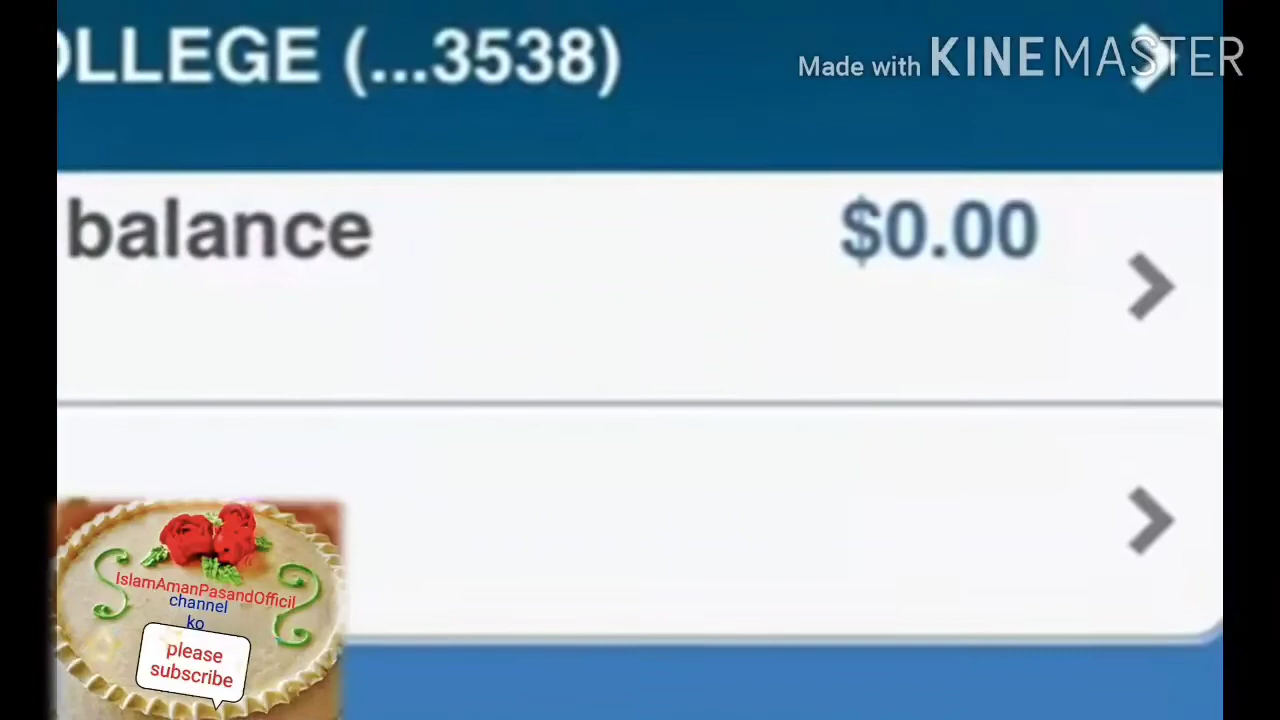 OLLEGE (...3538)
Made with KINEMASTER
balance
$0.00
IslamAmanPasandOfficil
channel
ko
please
subscribe